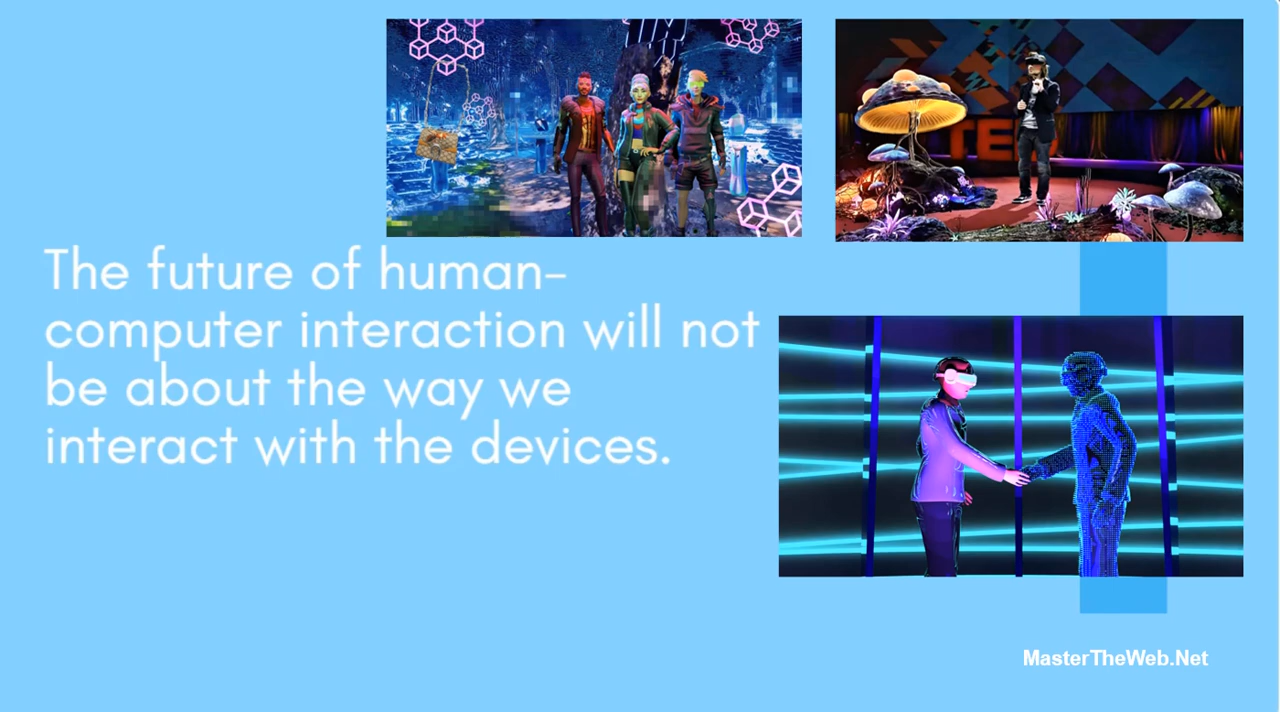 TED
The future of human-
computer interaction will not
be about the way we
interact with the devices.
MasterTheWeb.Net